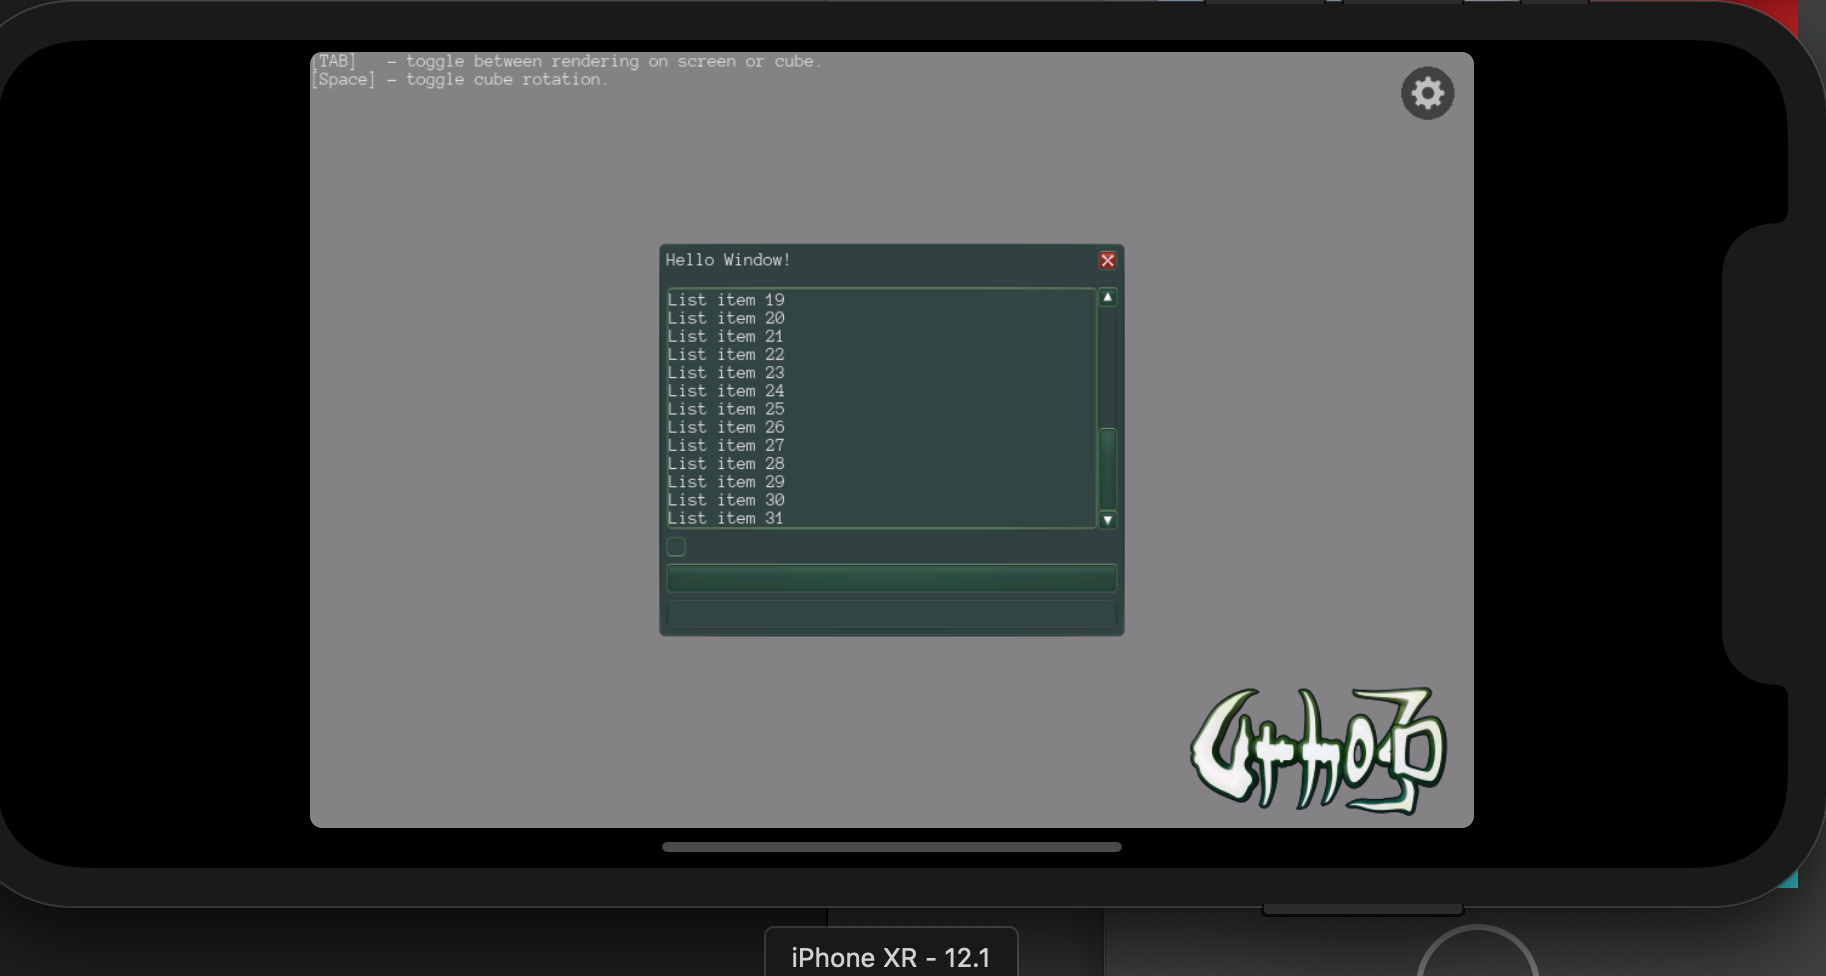 [TAB]   - toggle between rendering on screen or cube.
[Space] - toggle cube rotation.
Hello Window!
List item 19
List item 20
List item 21
List item 22
List item 23
List item 24
List item 25
List item 26
List item 27
List item 28
List item 29
List item 30
List item 31
iPhone XR - 12.1